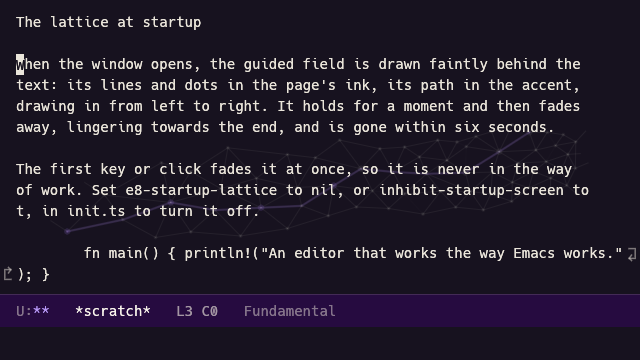 The lattice at startup
When the window opens, the guided field is drawn faintly behind the
text: its lines and dots in the page's ink, its path in the accent,
drawing in from left to right. It holds for a moment and then fades
away, lingering towards the end, and is gone within six seconds.
The first key or click fades it at once, so it is never in the way
of work. Set e8-startup-lattice to nil, or inhibit-startup-screen to
t, in init.ts to turn it off.
fn main() { println!("An editor that works the way Emacs works."
); }
U:** *scratch* L3 C0 Fundamental